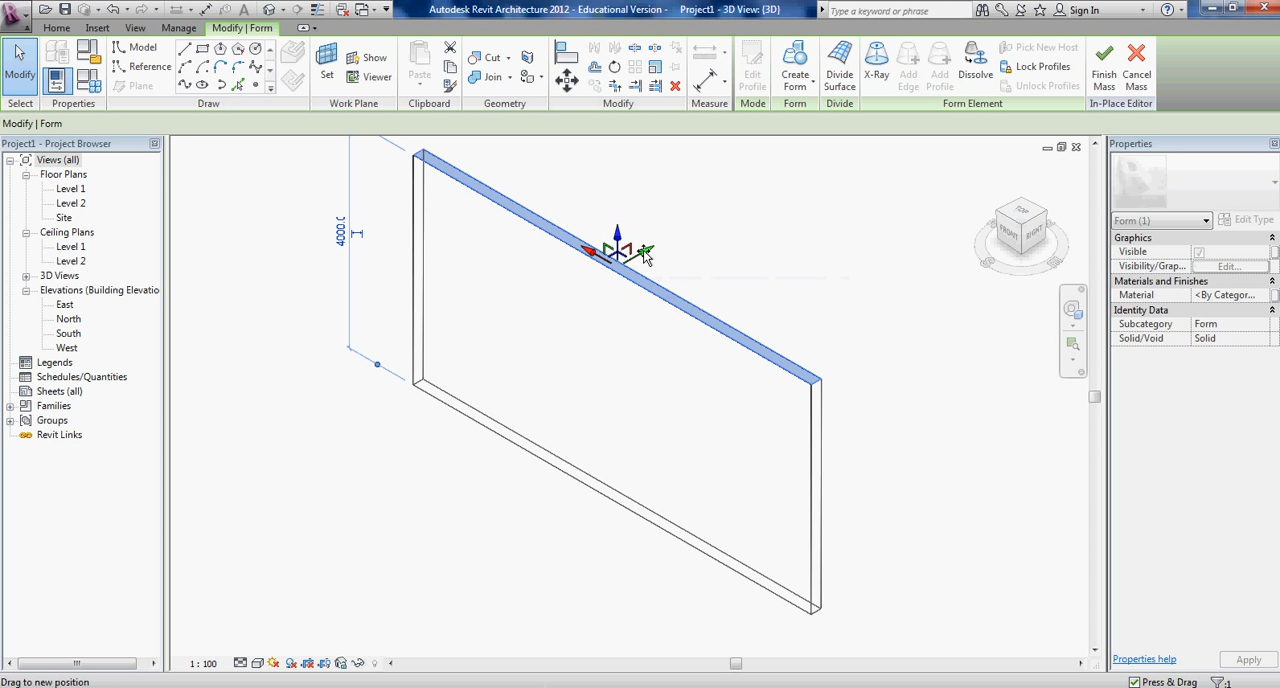 Autodesk Revit Architecture 2012 - Educational Version - Project1 - 3D View: {3D}
Type a keyword or phrase
Sign In
Home Insert View Manage Modify | Form
Modify
Model
Reference
Plane
Set
Show
Viewer
Paste
Cut
Join
Edit Profile
Create Form
Divide Surface
X-Ray
Add Edge
Add Profile
Dissolve
Pick New Host
Lock Profiles
Unlock Profiles
Finish Mass
Cancel Mass
Select Properties Draw Work Plane Clipboard Geometry Modify Measure Mode Form Divide Form Element In-Place Editor
Modify | Form
Project1 - Project Browser
Views (all)
Floor Plans
Level 1
Level 2
Site
Ceiling Plans
Level 1
Level 2
3D Views
Elevations (Building Elevatio
East
North
South
West
Legends
Schedules/Quantities
Sheets (all)
Families
Groups
Revit Links
4000.0
TOP
FRONT
RIGHT
Properties
Form (1)
Edit Type
Graphics
Visible
Visibility/Grap... Edit...
Materials and Finishes
Material <By Categor...
Identity Data
Subcategory Form
Solid/Void Solid
Properties help
Apply
1 : 100
Drag to new position
Press & Drag
:1